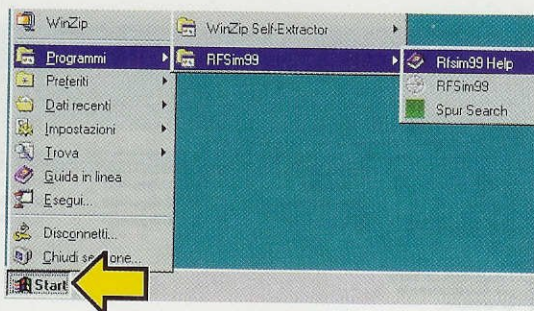 WinZip
Programmi
Preferiti
Dati recenti
Impostazioni
Trova
Guida in linea
Esegui...
Disconnetti...
Chiudi
Start
WinZip Self-Extractor
RFSim99
Rfsim99 Help
RFSim99
Spur Search